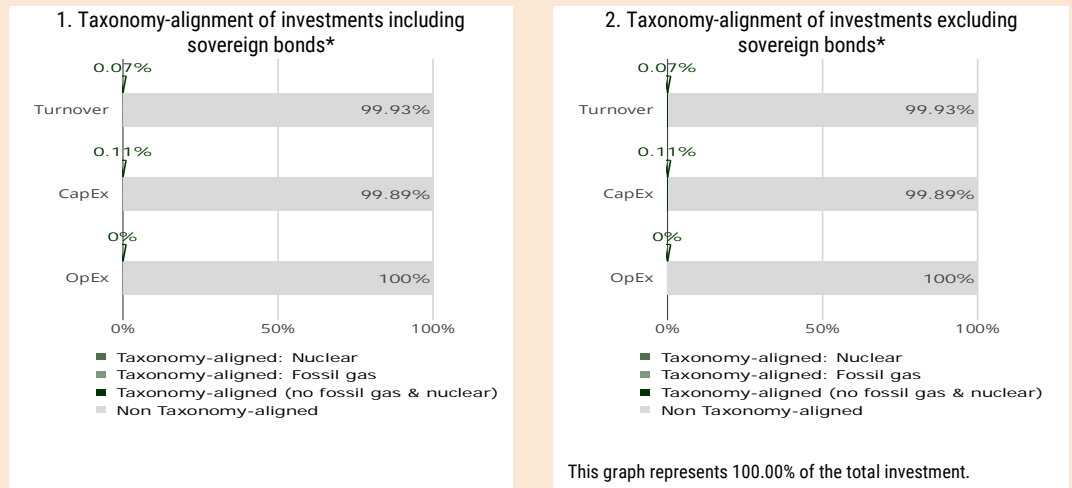 1. Taxonomy-alignment of investments including
sovereign bonds*
0.07%
Turnover 99.93%
0.11%
CapEx 99.89%
0%
OpEx 100%
0% 50% 100%
Taxonomy-aligned: Nuclear
Taxonomy-aligned: Fossil gas
Taxonomy-aligned (no fossil gas & nuclear)
Non Taxonomy-aligned
2. Taxonomy-alignment of investments excluding
sovereign bonds*
0.07%
Turnover 99.93%
0.11%
CapEx 99.89%
0%
OpEx 100%
0% 50% 100%
Taxonomy-aligned: Nuclear
Taxonomy-aligned: Fossil gas
Taxonomy-aligned (no fossil gas & nuclear)
Non Taxonomy-aligned
This graph represents 100.00% of the total investment.